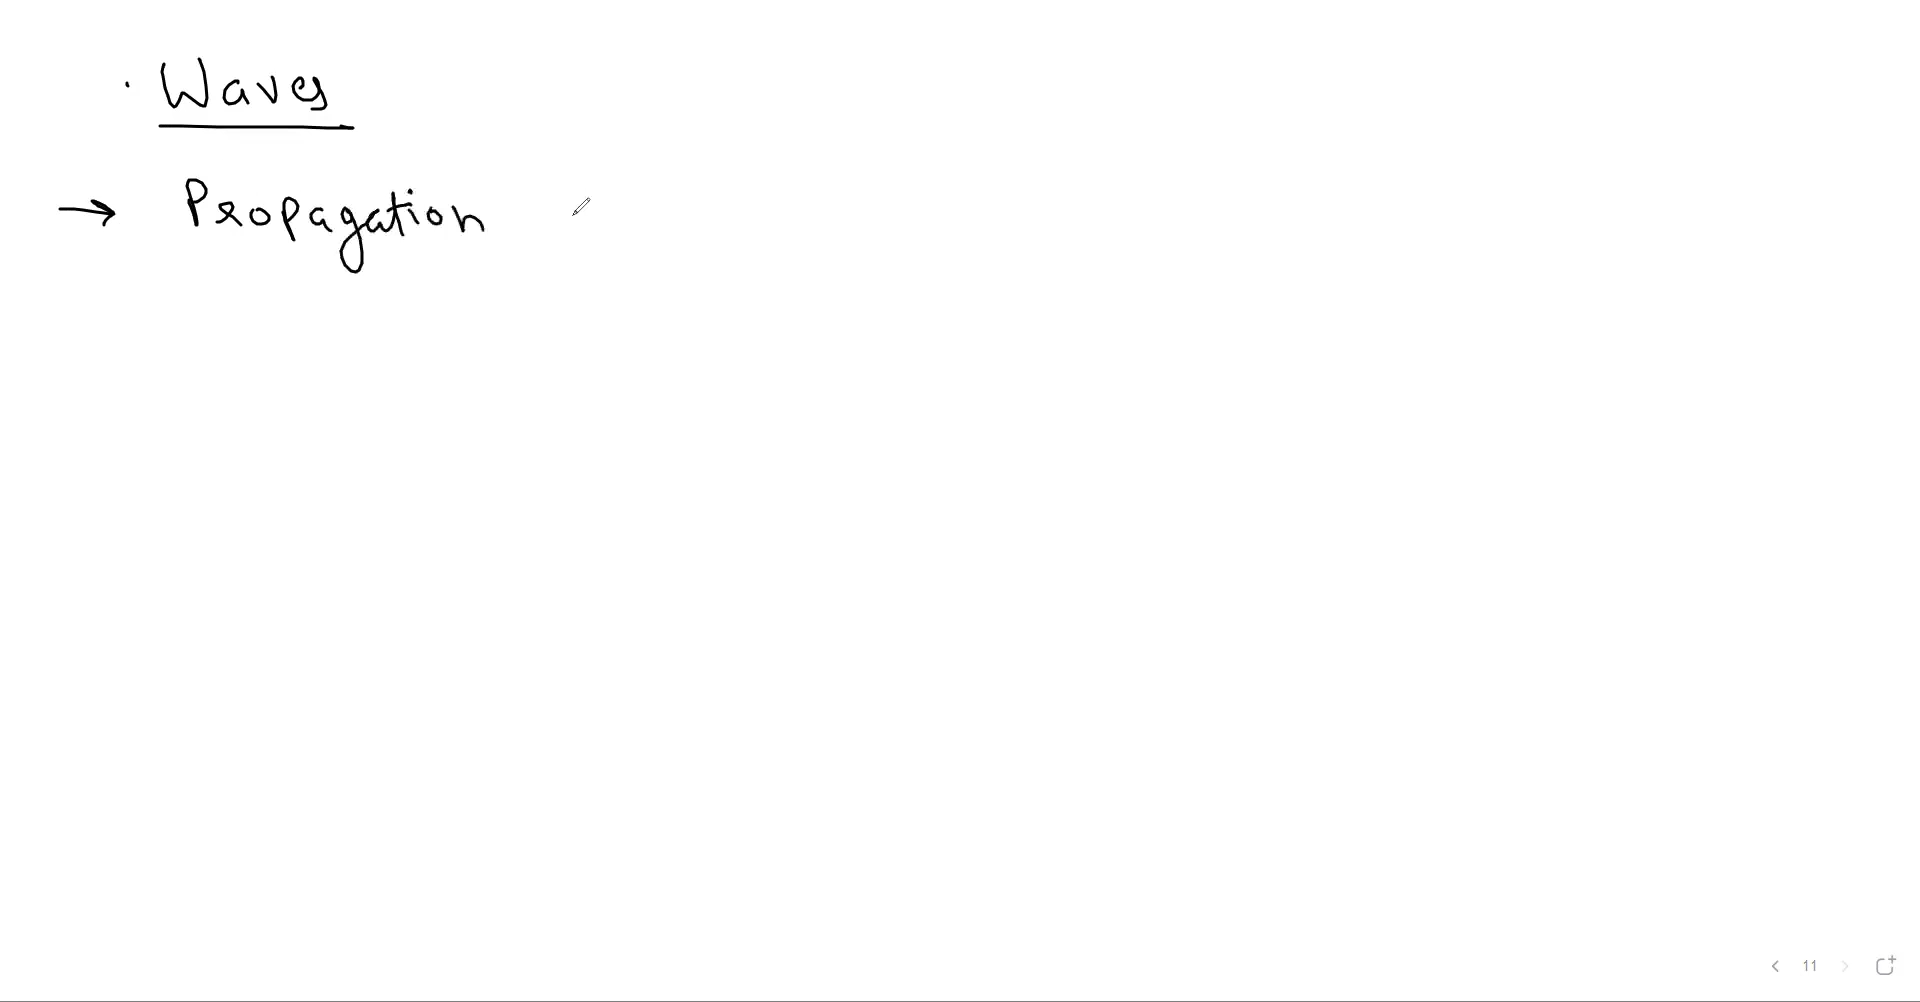 · Waves
→ Propagation
11